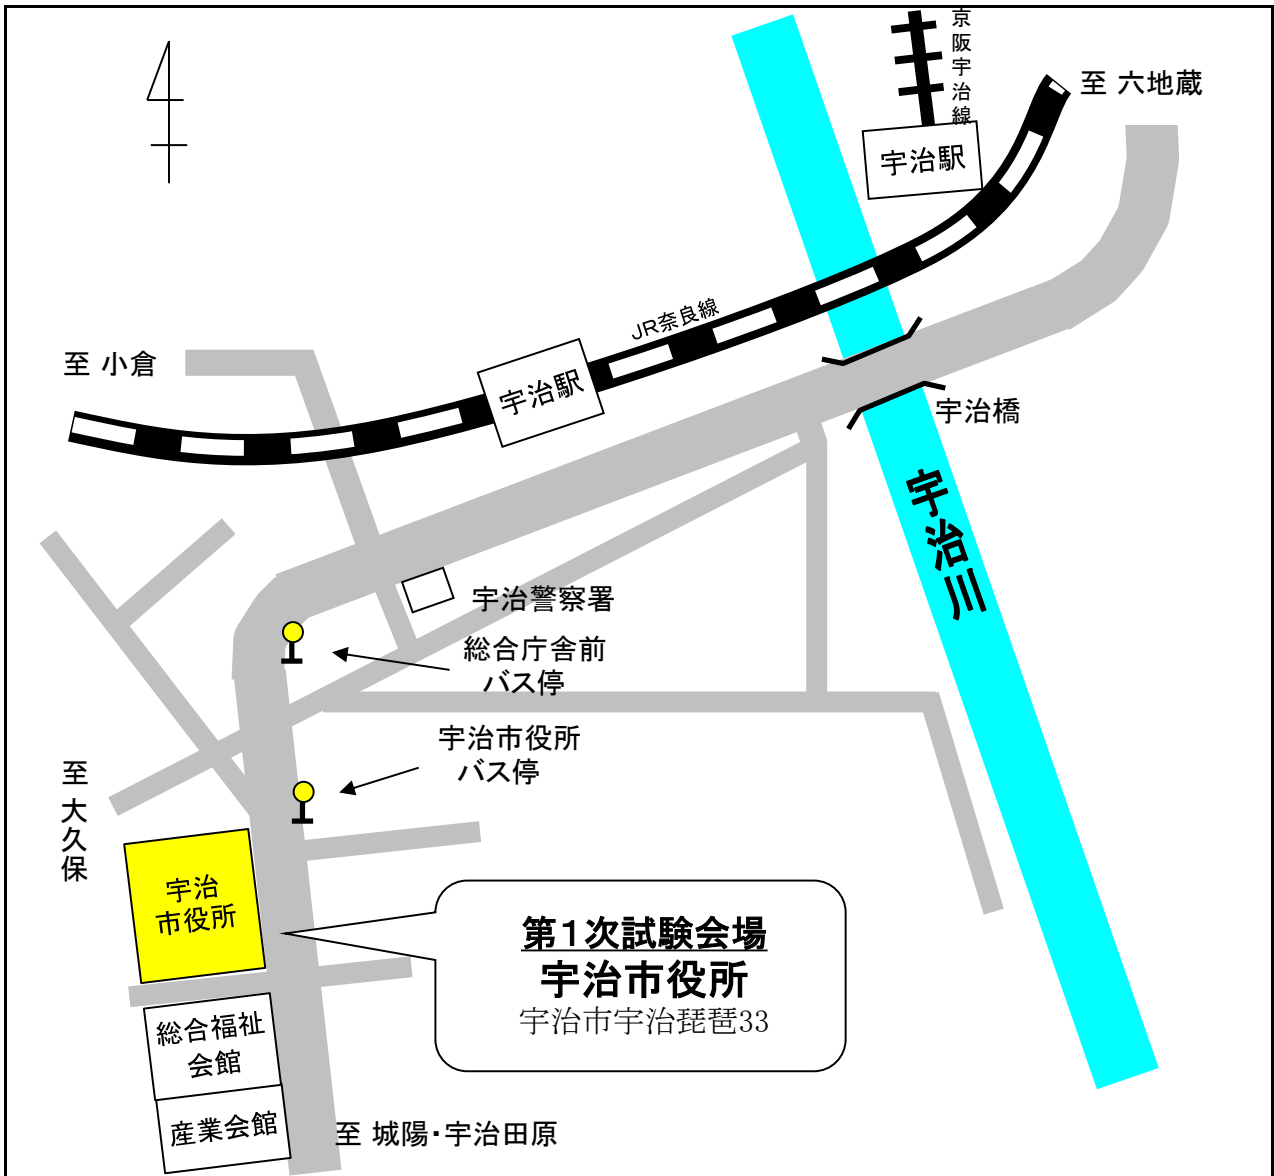 京阪宇治線
至 六地蔵
宇治駅
JR奈良線
至 小倉
宇治駅
宇治橋
宇治川
宇治警察署
総合庁舎前
バス停
宇治市役所
バス停
至 大久保
宇治
市役所
第1次試験会場
宇治市役所
宇治市宇治琵琶33
総合福祉
会館
産業会館
至 城陽・宇治田原